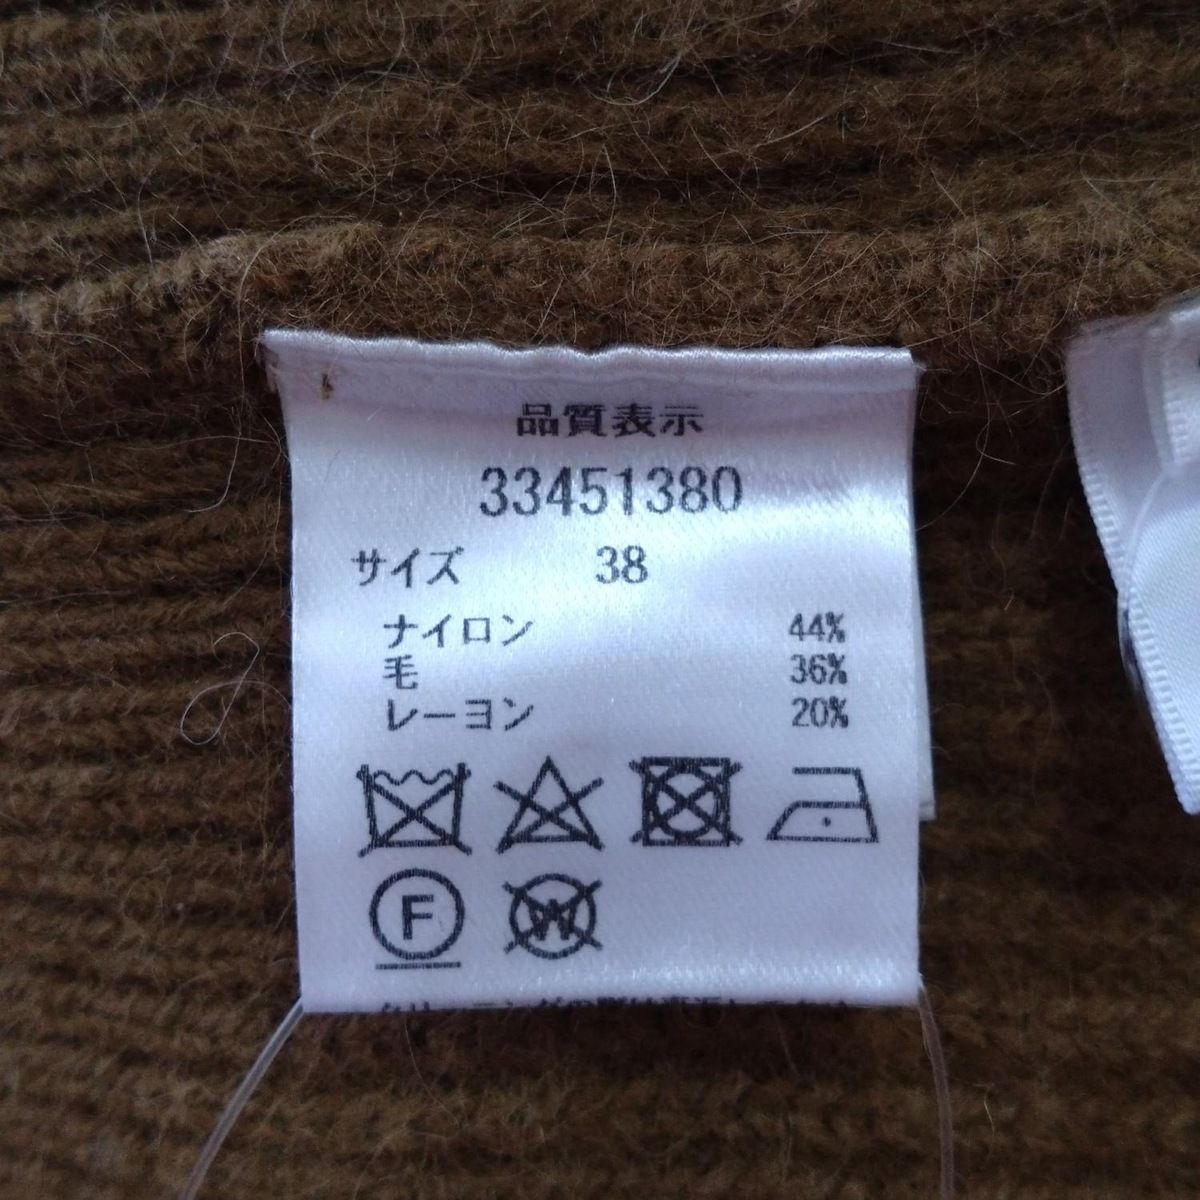 品質表示
33451380
サイズ 38
ナイロン 44%
毛 36%
レーヨン 20%
F W